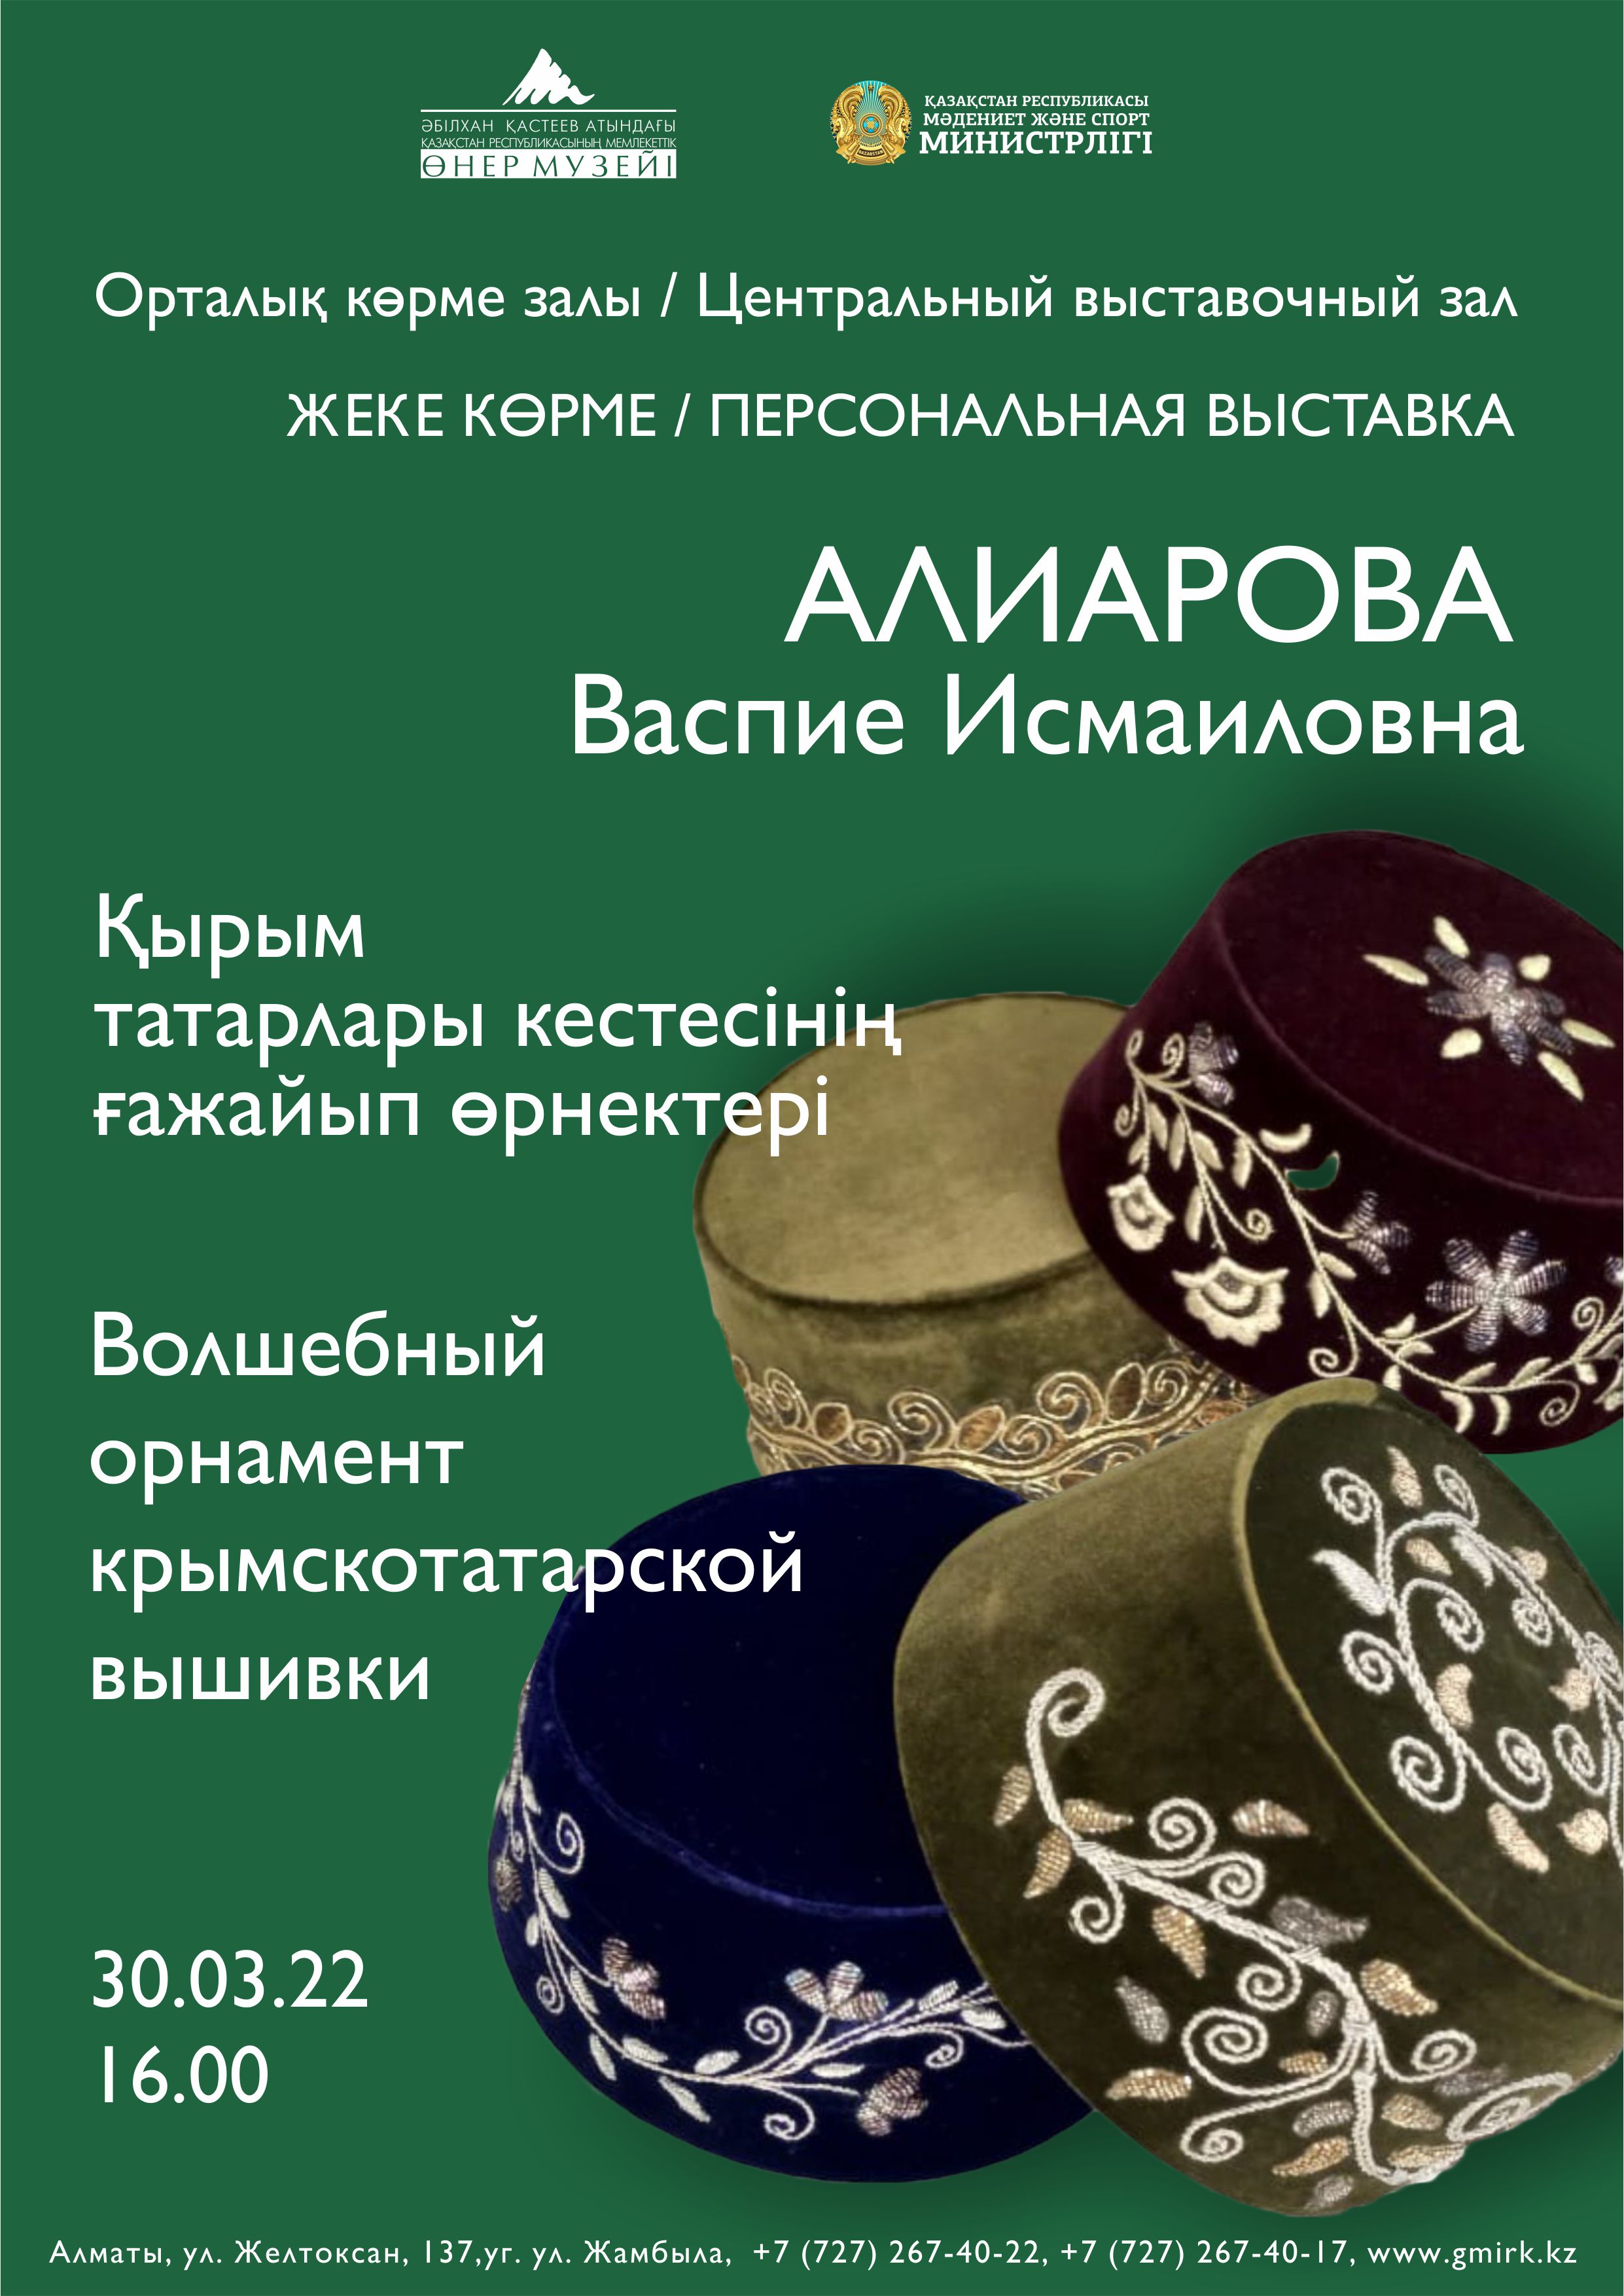 ӘБІЛХАН ҚАСТЕЕВ АТЫНДАҒЫ
ҚАЗАҚСТАН РЕСПУБЛИКАСЫНЫҢ МЕМЛЕКЕТТІК
ӨНЕР МУЗЕЙІ
ҚАЗАҚСТАН РЕСПУБЛИКАСЫ
МӘДЕНИЕТ ЖӘНЕ СПОРТ
МИНИСТРЛІГІ
Орталық көрме залы / Центральный выставочный зал
ЖЕКЕ КӨРМЕ / ПЕРСОНАЛЬНАЯ ВЫСТАВКА
АЛИАРОВА
Васпие Исмаиловна
Қырым
татарлары кестесінің
ғажайып өрнектері
Волшебный
орнамент
крымскотатарской
вышивки
30.03.22
16.00
Алматы, ул. Желтоксан, 137,уг. ул. Жамбыла, +7 (727) 267-40-22, +7 (727) 267-40-17, www.gmirk.kz